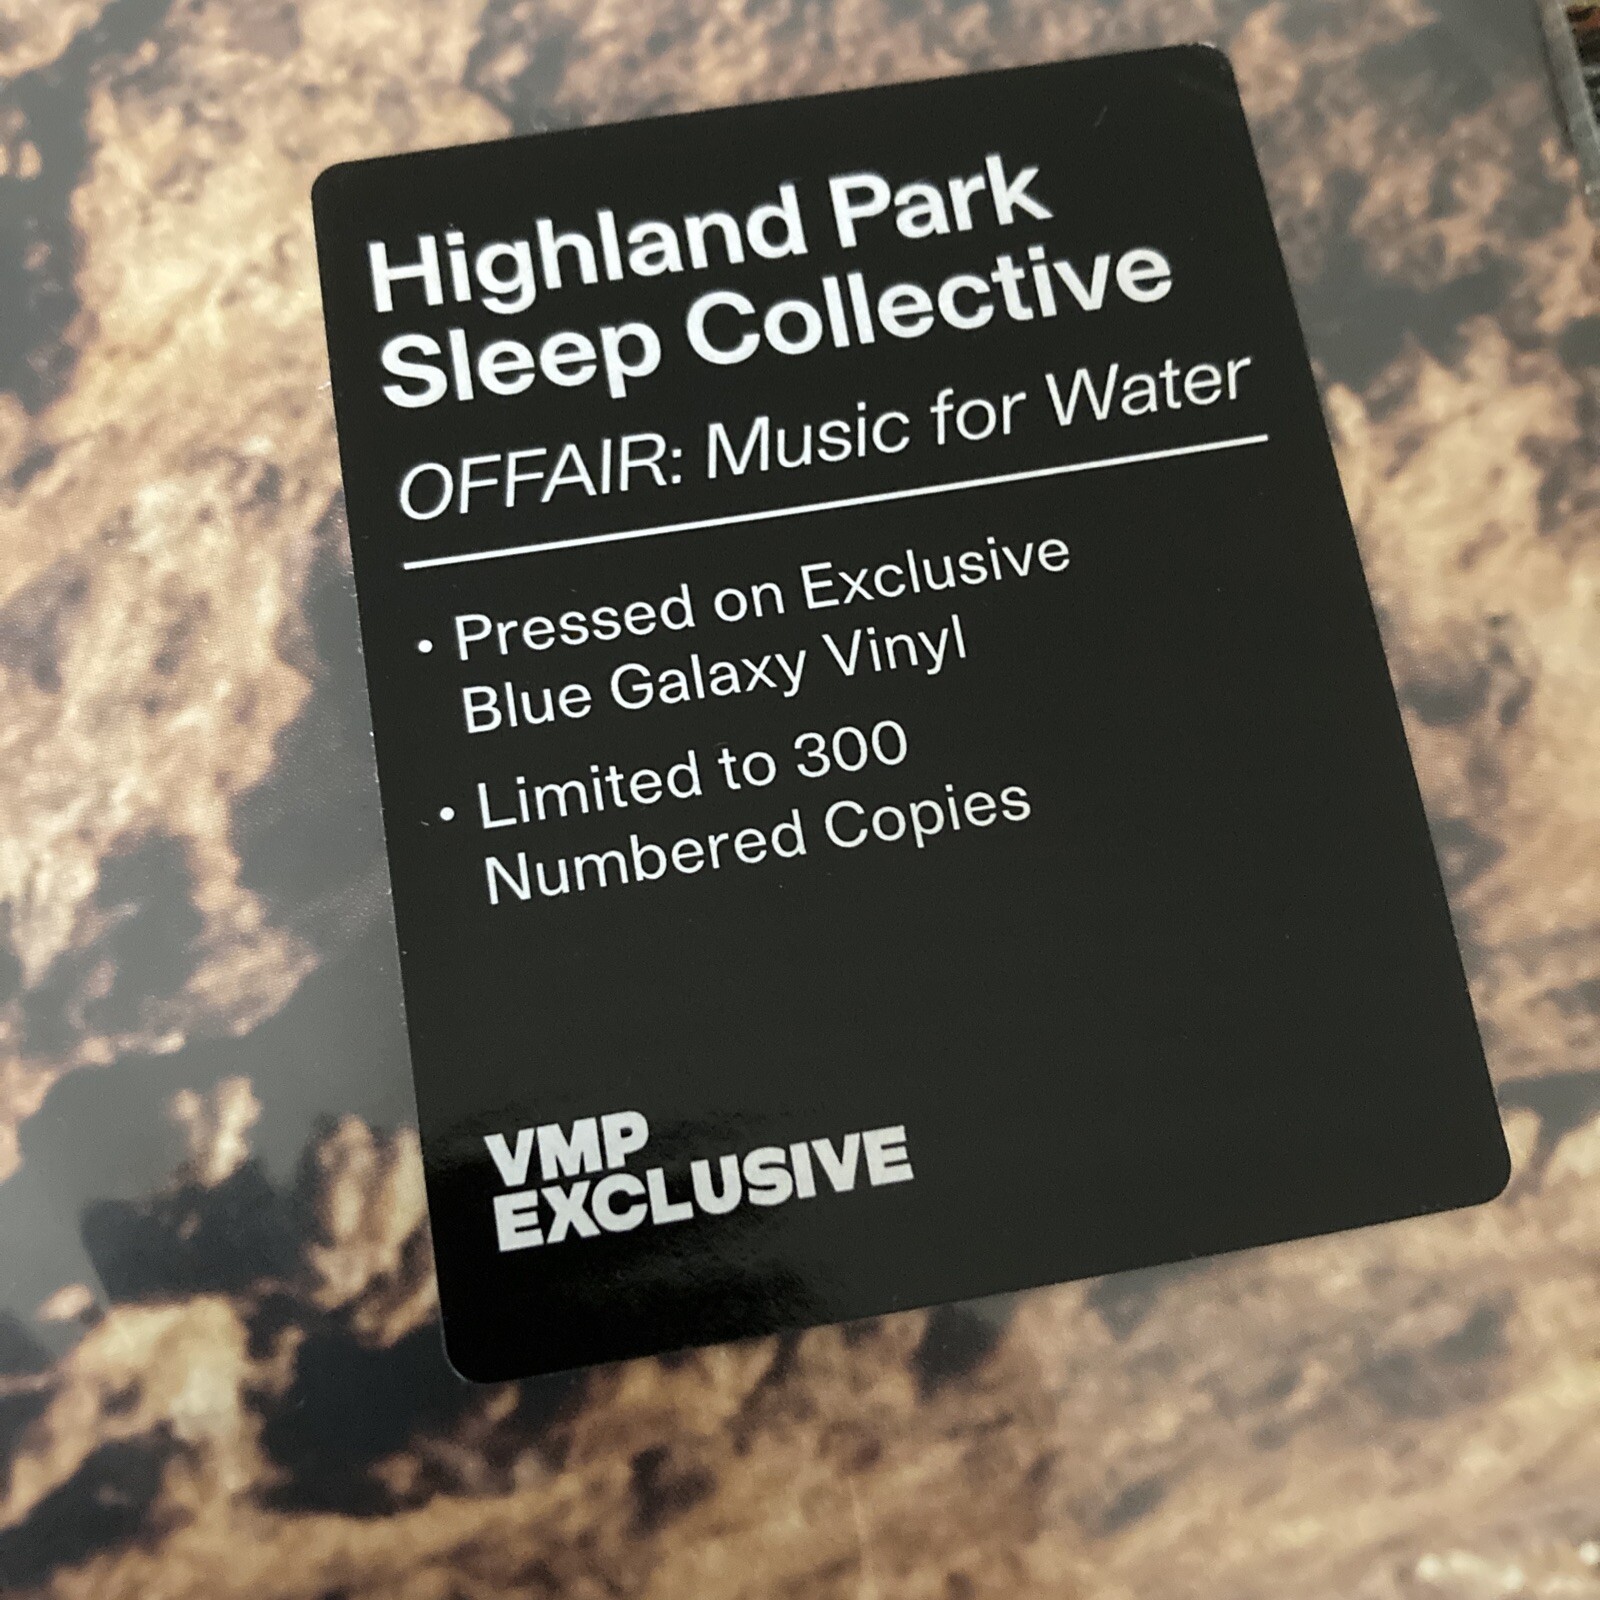 Highland Park
Sleep Collective
OFFAIR: Music for Water
• Pressed on Exclusive
Blue Galaxy Vinyl
• Limited to 300
Numbered Copies
VMP
EXCLUSIVE